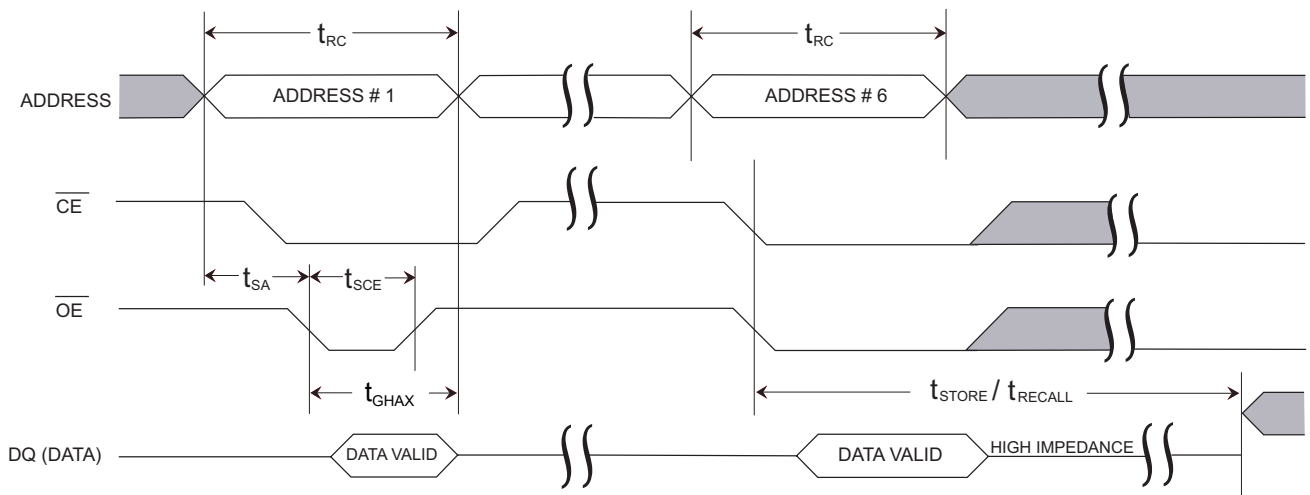 tRC
tRC
ADDRESS
ADDRESS # 1
ADDRESS # 6
CE
tSA
tSCE
OE
tGHAX
tSTORE / tRECALL
DQ (DATA)
DATA VALID
DATA VALID
HIGH IMPEDANCE